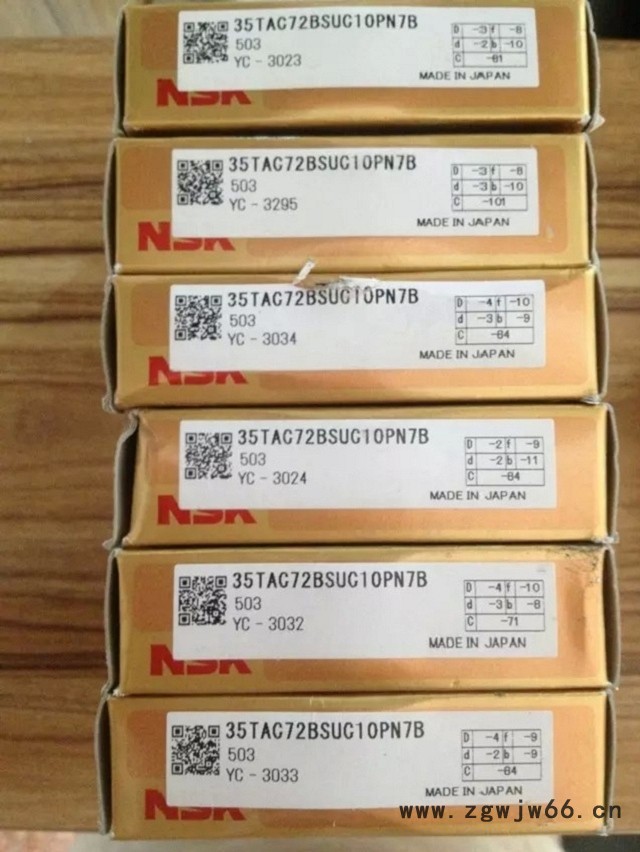 35TAC72BSUC10PN7B
503
YC - 3023
D -3 f -8
d -2 b -10
C -81
MADE IN JAPAN
NSK
35TAC72BSUC10PN7B
503
YC - 3295
D -3 f -8
d -3 b -10
C -101
MADE IN JAPAN
NSK
35TAC72BSUC10PN7B
503
YC - 3034
D -4 f -10
d -3 b -9
C -64
MADE IN JAPAN
NSK
35TAC72BSUC10PN7B
503
YC - 3024
D -2 f -9
d -2 b -11
C -64
MADE IN JAPAN
NSK
35TAC72BSUC10PN7B
503
YC - 3032
D -4 f -10
d -3 b -8
C -71
MADE IN JAPAN
NSK
35TAC72BSUC10PN7B
503
YC - 3033
D -4 f -9
d -2 b -9
C -64
MADE IN JAPAN
NSK
www.zgwjw66.cn